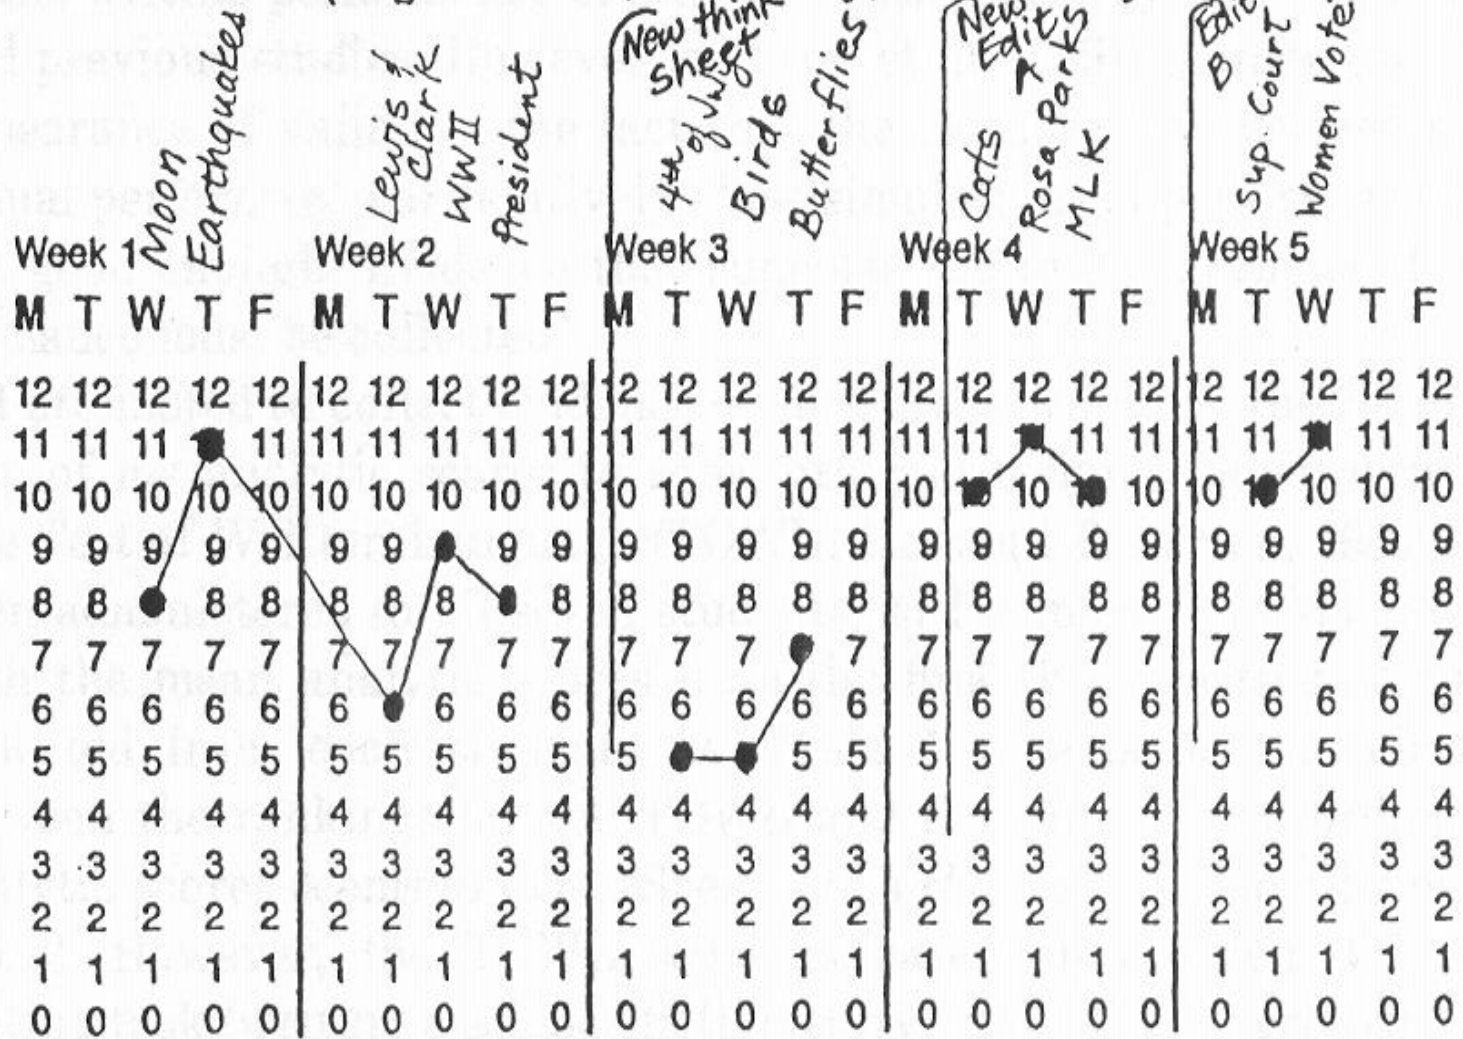 New think
sheet
New
Edit
Edit
B
Moon
Earthquakes
Lewis &
Clark
WW II
President
4th
of July
Birds
Butterflies
Cats
Rosa Parks
MLK
Sup. Court
Women Vote
Week 1 Week 2 Week 3 Week 4 Week 5
M T W T F M T W T F M T W T F M T W T F M T W T F
12 12 12 12 12 12 12 12 12 12 12 12 12 12 12 12 12 12 12 12 12 12 12 12 12
11 11 11 11 11 11 11 11 11 11 11 11 11 11 11 11 11 11 11 11 11 11
10 10 10 10 10 10 10 10 10 10 10 10 10 10 10 10 10 10 10 10 10 10 10 10
9 9 9 9 9 9 9 9 9 9 9 9 9 9 9 9 9 9 9 9 9 9 9 9
8 8 8 8 8 8 8 8 8 8 8 8 8 8 8 8 8 8 8 8 8 8 8
7 7 7 7 7 7 7 7 7 7 7 7 7 7 7 7 7 7 7 7 7 7 7 7
6 6 6 6 6 6 6 6 6 6 6 6 6 6 6 6 6 6 6 6 6 6 6 6
5 5 5 5 5 5 5 5 5 5 5 5 5 5 5 5 5 5 5 5 5 5 5
4 4 4 4 4 4 4 4 4 4 4 4 4 4 4 4 4 4 4 4 4 4 4 4 4
3 3 3 3 3 3 3 3 3 3 3 3 3 3 3 3 3 3 3 3 3 3 3 3 3
2 2 2 2 2 2 2 2 2 2 2 2 2 2 2 2 2 2 2 2 2 2 2 2 2
1 1 1 1 1 1 1 1 1 1 1 1 1 1 1 1 1 1 1 1 1 1 1 1 1
0 0 0 0 0 0 0 0 0 0 0 0 0 0 0 0 0 0 0 0 0 0 0 0 0